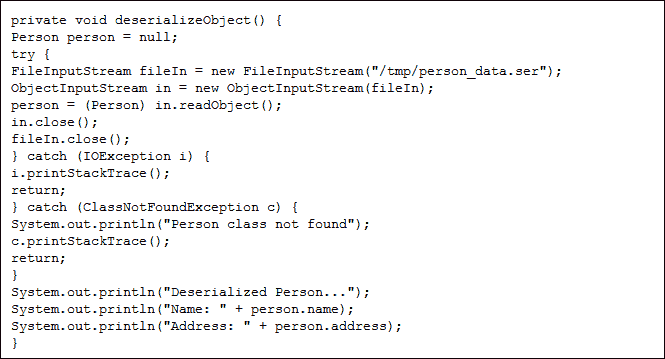 private void deserializeObject() {
Person person = null;
try {
FileInputStream fileIn = new FileInputStream("/tmp/person_data.ser");
ObjectInputStream in = new ObjectInputStream(fileIn);
person = (Person) in.readObject();
in.close();
fileIn.close();
} catch (IOException i) {
i.printStackTrace();
return;
} catch (ClassNotFoundException c) {
System.out.println("Person class not found");
c.printStackTrace();
return;
}
System.out.println("Deserialized Person...");
System.out.println("Name: " + person.name);
System.out.println("Address: " + person.address);
}